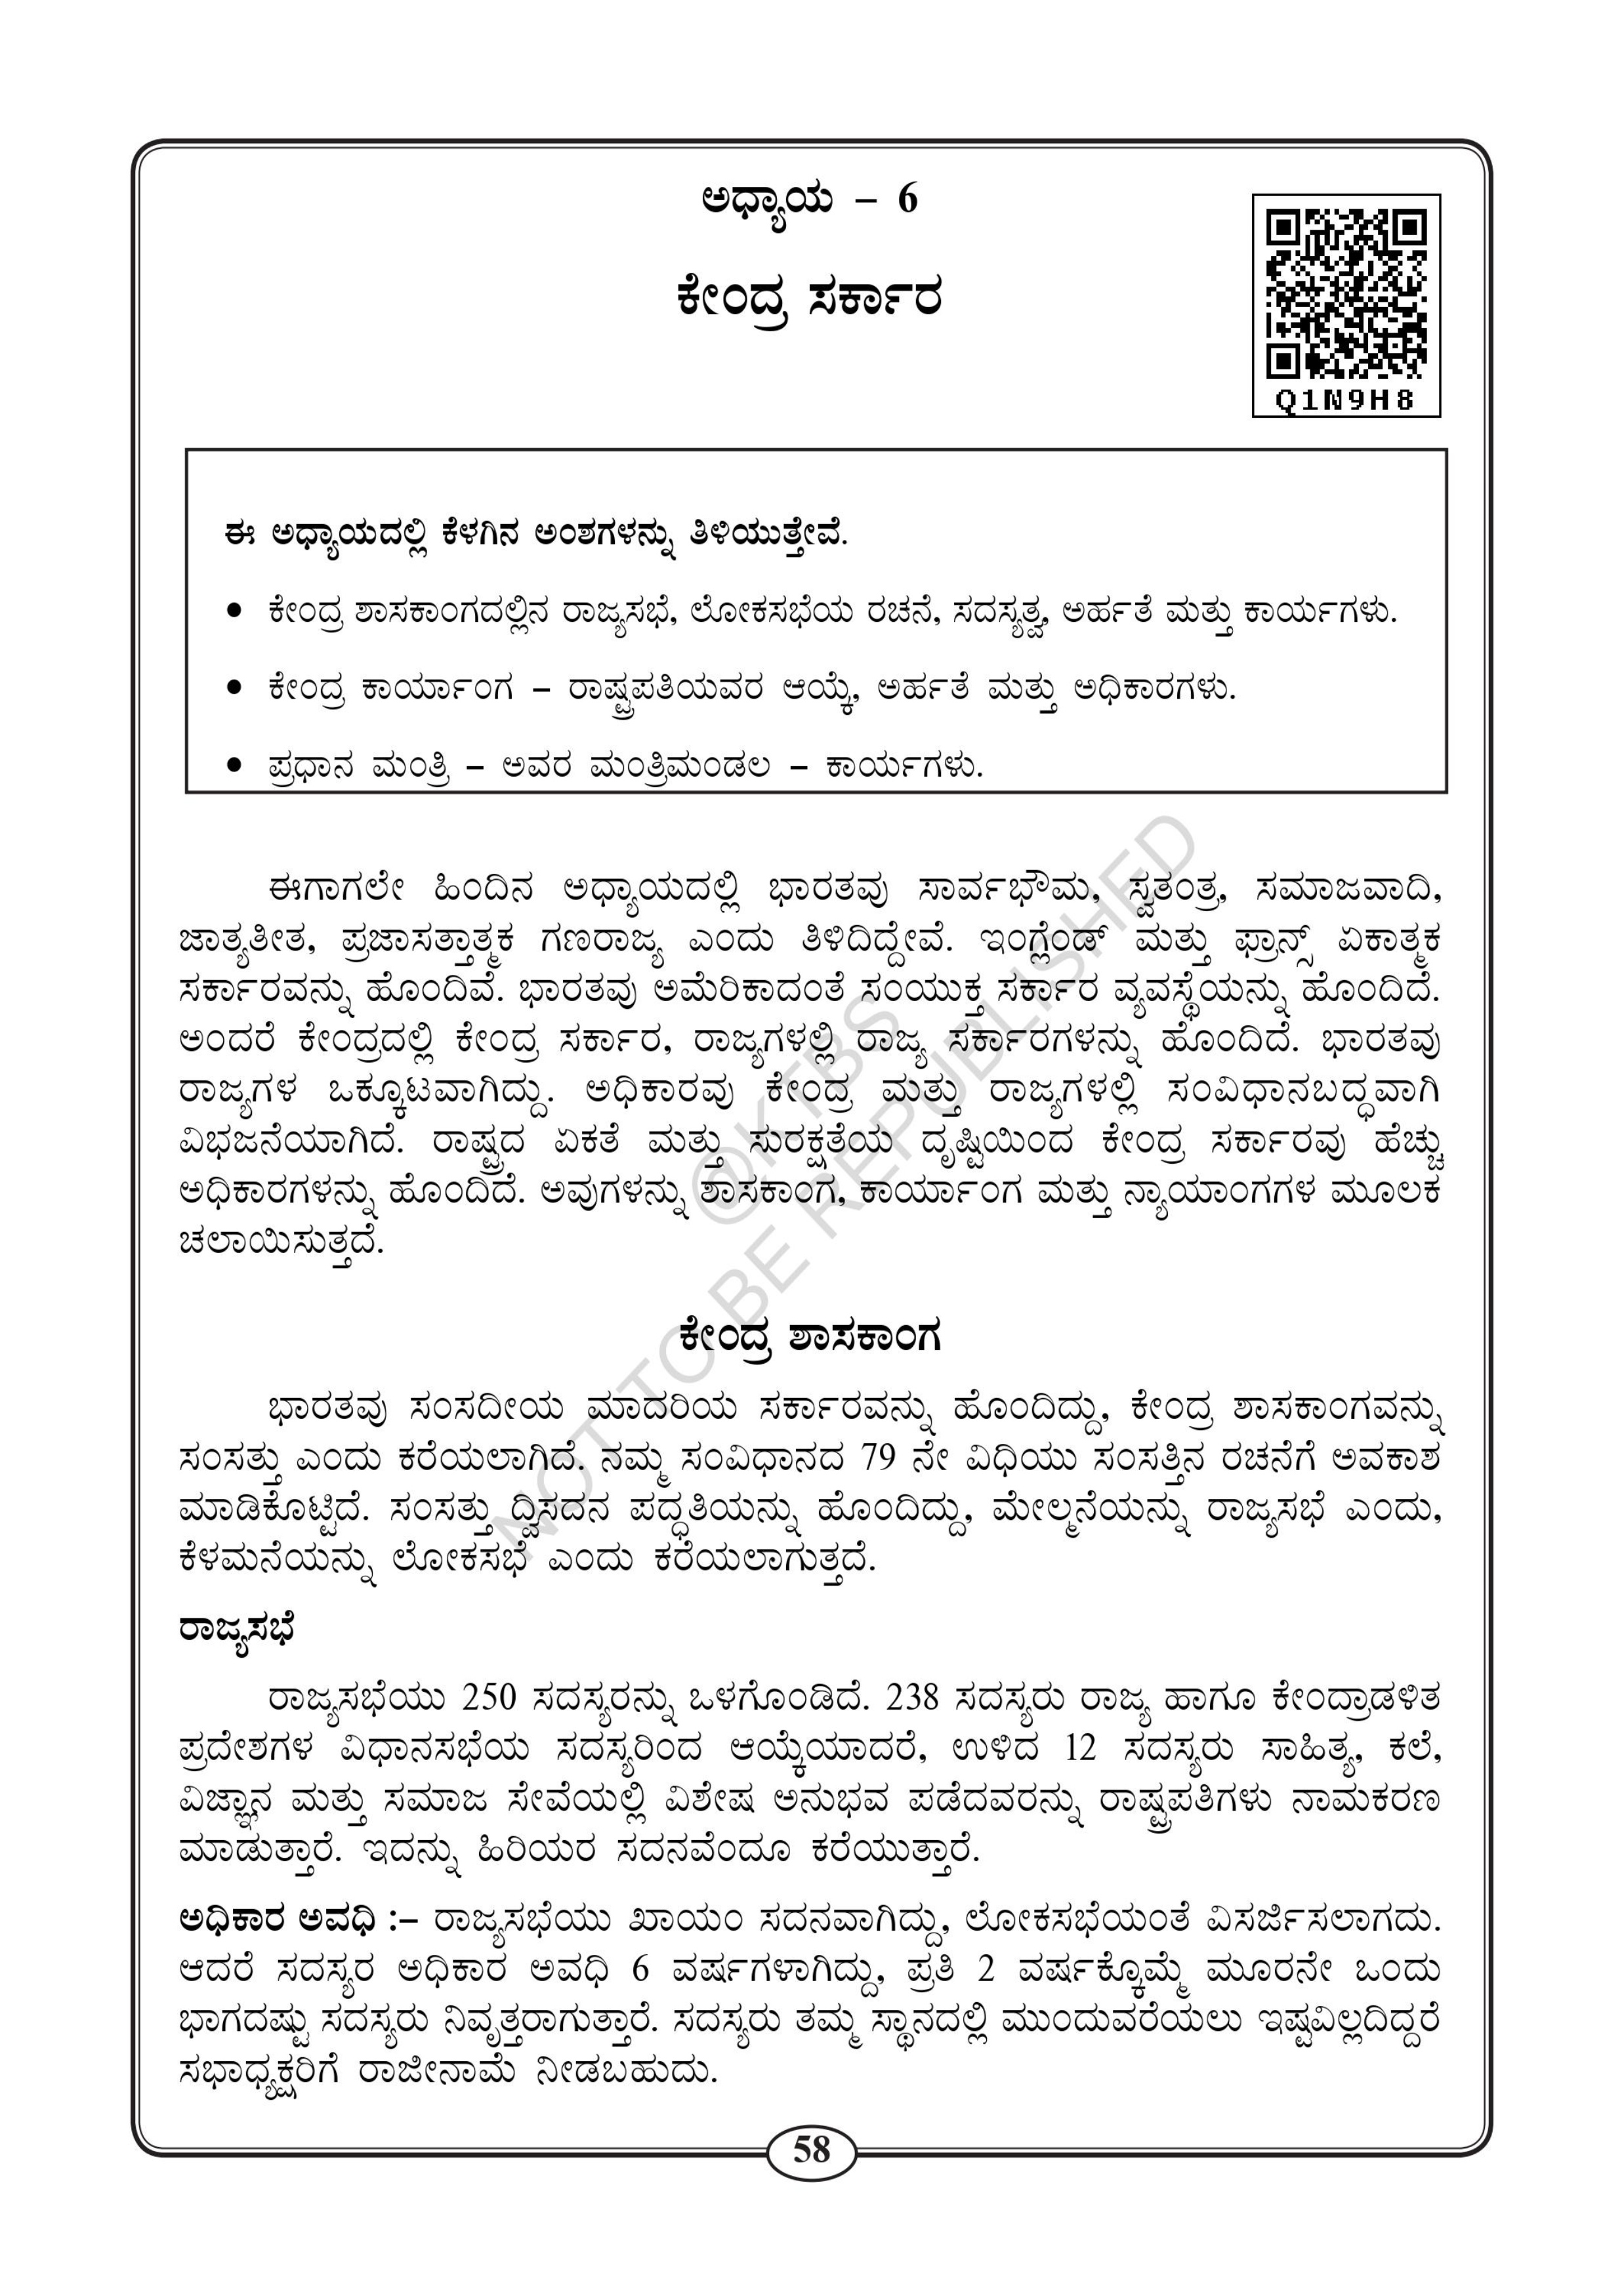 ಅಧ್ಯಾಯ – 6
ಕೇಂದ್ರ ಸರ್ಕಾರ
Q1N9H8
ಈ ಅಧ್ಯಾಯದಲ್ಲಿ ಕೆಳಗಿನ ಅಂಶಗಳನ್ನು ತಿಳಿಯುತ್ತೇವೆ.
• ಕೇಂದ್ರ ಶಾಸಕಾಂಗದಲ್ಲಿನ ರಾಜ್ಯಸಭೆ, ಲೋಕಸಭೆಯ ರಚನೆ, ಸದಸ್ಯತ್ವ, ಅರ್ಹತೆ ಮತ್ತು ಕಾರ್ಯಗಳು.
• ಕೇಂದ್ರ ಕಾರ್ಯಾಂಗ – ರಾಷ್ಟ್ರಪತಿಯವರ ಆಯ್ಕೆ, ಅರ್ಹತೆ ಮತ್ತು ಅಧಿಕಾರಗಳು.
• ಪ್ರಧಾನ ಮಂತ್ರಿ – ಅವರ ಮಂತ್ರಿಮಂಡಲ – ಕಾರ್ಯಗಳು.
ಈಗಾಗಲೇ ಹಿಂದಿನ ಅಧ್ಯಾಯದಲ್ಲಿ ಭಾರತವು ಸಾರ್ವಭೌಮ, ಸ್ವತಂತ್ರ, ಸಮಾಜವಾದಿ,
ಜಾತ್ಯತೀತ, ಪ್ರಜಾಸತ್ತಾತ್ಮಕ ಗಣರಾಜ್ಯ ಎಂದು ತಿಳಿದಿದ್ದೇವೆ. ಇಂಗ್ಲೆಂಡ್ ಮತ್ತು ಫ್ರಾನ್ಸ್ ಏಕಾತ್ಮಕ
ಸರ್ಕಾರವನ್ನು ಹೊಂದಿವೆ. ಭಾರತವು ಅಮೆರಿಕಾದಂತೆ ಸಂಯುಕ್ತ ಸರ್ಕಾರ ವ್ಯವಸ್ಥೆಯನ್ನು ಹೊಂದಿದೆ.
ಅಂದರೆ ಕೇಂದ್ರದಲ್ಲಿ ಕೇಂದ್ರ ಸರ್ಕಾರ, ರಾಜ್ಯಗಳಲ್ಲಿ ರಾಜ್ಯ ಸರ್ಕಾರಗಳನ್ನು ಹೊಂದಿದೆ. ಭಾರತವು
ರಾಜ್ಯಗಳ ಒಕ್ಕೂಟವಾಗಿದ್ದು. ಅಧಿಕಾರವು ಕೇಂದ್ರ ಮತ್ತು ರಾಜ್ಯಗಳಲ್ಲಿ ಸಂವಿಧಾನಬದ್ಧವಾಗಿ
ವಿಭಜನೆಯಾಗಿದೆ. ರಾಷ್ಟ್ರದ ಏಕತೆ ಮತ್ತು ಸುರಕ್ಷತೆಯ ದೃಷ್ಟಿಯಿಂದ ಕೇಂದ್ರ ಸರ್ಕಾರವು ಹೆಚ್ಚು
ಅಧಿಕಾರಗಳನ್ನು ಹೊಂದಿದೆ. ಅವುಗಳನ್ನು ಶಾಸಕಾಂಗ, ಕಾರ್ಯಾಂಗ ಮತ್ತು ನ್ಯಾಯಾಂಗಗಳ ಮೂಲಕ
ಚಲಾಯಿಸುತ್ತದೆ.
@KTBS
NOT TO BE REPUBLISHED
ಕೇಂದ್ರ ಶಾಸಕಾಂಗ
ಭಾರತವು ಸಂಸದೀಯ ಮಾದರಿಯ ಸರ್ಕಾರವನ್ನು ಹೊಂದಿದ್ದು, ಕೇಂದ್ರ ಶಾಸಕಾಂಗವನ್ನು
ಸಂಸತ್ತು ಎಂದು ಕರೆಯಲಾಗಿದೆ. ನಮ್ಮ ಸಂವಿಧಾನದ 79 ನೇ ವಿಧಿಯು ಸಂಸತ್ತಿನ ರಚನೆಗೆ ಅವಕಾಶ
ಮಾಡಿಕೊಟ್ಟಿದೆ. ಸಂಸತ್ತು ದ್ವಿಸದನ ಪದ್ಧತಿಯನ್ನು ಹೊಂದಿದ್ದು, ಮೇಲ್ಮನೆಯನ್ನು ರಾಜ್ಯಸಭೆ ಎಂದು,
ಕೆಳಮನೆಯನ್ನು ಲೋಕಸಭೆ ಎಂದು ಕರೆಯಲಾಗುತ್ತದೆ.
ರಾಜ್ಯಸಭೆ
ರಾಜ್ಯಸಭೆಯು 250 ಸದಸ್ಯರನ್ನು ಒಳಗೊಂಡಿದೆ. 238 ಸದಸ್ಯರು ರಾಜ್ಯ ಹಾಗೂ ಕೇಂದ್ರಾಡಳಿತ
ಪ್ರದೇಶಗಳ ವಿಧಾನಸಭೆಯ ಸದಸ್ಯರಿಂದ ಆಯ್ಕೆಯಾದರೆ, ಉಳಿದ 12 ಸದಸ್ಯರು ಸಾಹಿತ್ಯ, ಕಲೆ,
ವಿಜ್ಞಾನ ಮತ್ತು ಸಮಾಜ ಸೇವೆಯಲ್ಲಿ ವಿಶೇಷ ಅನುಭವ ಪಡೆದವರನ್ನು ರಾಷ್ಟ್ರಪತಿಗಳು ನಾಮಕರಣ
ಮಾಡುತ್ತಾರೆ. ಇದನ್ನು ಹಿರಿಯರ ಸದನವೆಂದೂ ಕರೆಯುತ್ತಾರೆ.
ಅಧಿಕಾರ ಅವಧಿ :– ರಾಜ್ಯಸಭೆಯು ಖಾಯಂ ಸದನವಾಗಿದ್ದು, ಲೋಕಸಭೆಯಂತೆ ವಿಸರ್ಜಿಸಲಾಗದು.
ಆದರೆ ಸದಸ್ಯರ ಅಧಿಕಾರ ಅವಧಿ 6 ವರ್ಷಗಳಾಗಿದ್ದು, ಪ್ರತಿ 2 ವರ್ಷಕ್ಕೊಮ್ಮೆ ಮೂರನೇ ಒಂದು
ಭಾಗದಷ್ಟು ಸದಸ್ಯರು ನಿವೃತ್ತರಾಗುತ್ತಾರೆ. ಸದಸ್ಯರು ತಮ್ಮ ಸ್ಥಾನದಲ್ಲಿ ಮುಂದುವರೆಯಲು ಇಷ್ಟವಿಲ್ಲದಿದ್ದರೆ
ಸಭಾಧ್ಯಕ್ಷರಿಗೆ ರಾಜೀನಾಮೆ ನೀಡಬಹುದು.
58